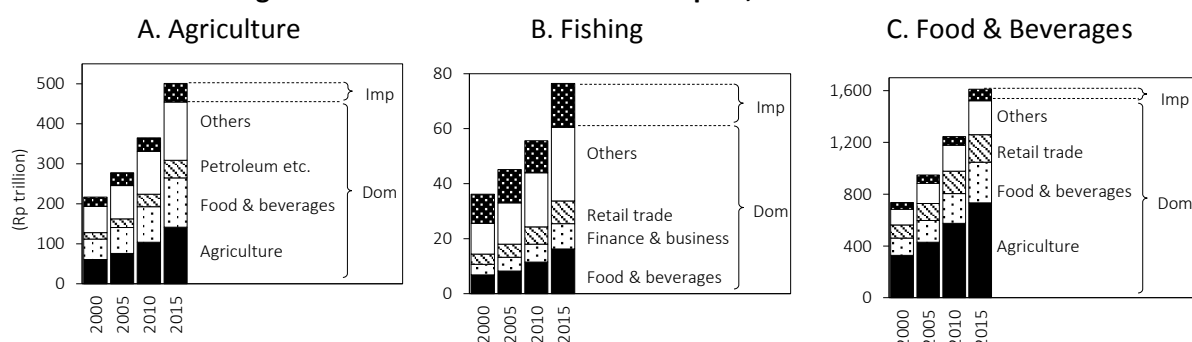 A. Agriculture
B. Fishing
C. Food & Beverages
(Rp trillion)
500
400
300
200
100
0
Imp
Others
Petroleum etc.
Food & beverages
Agriculture
Dom
2000
2005
2010
2015
80
60
40
20
0
Imp
Others
Retail trade
Finance & business
Food & beverages
Dom
2000
2005
2010
2015
1,600
1,200
800
400
0
Imp
Others
Retail trade
Food & beverages
Agriculture
Dom
2000
2005
2010
2015